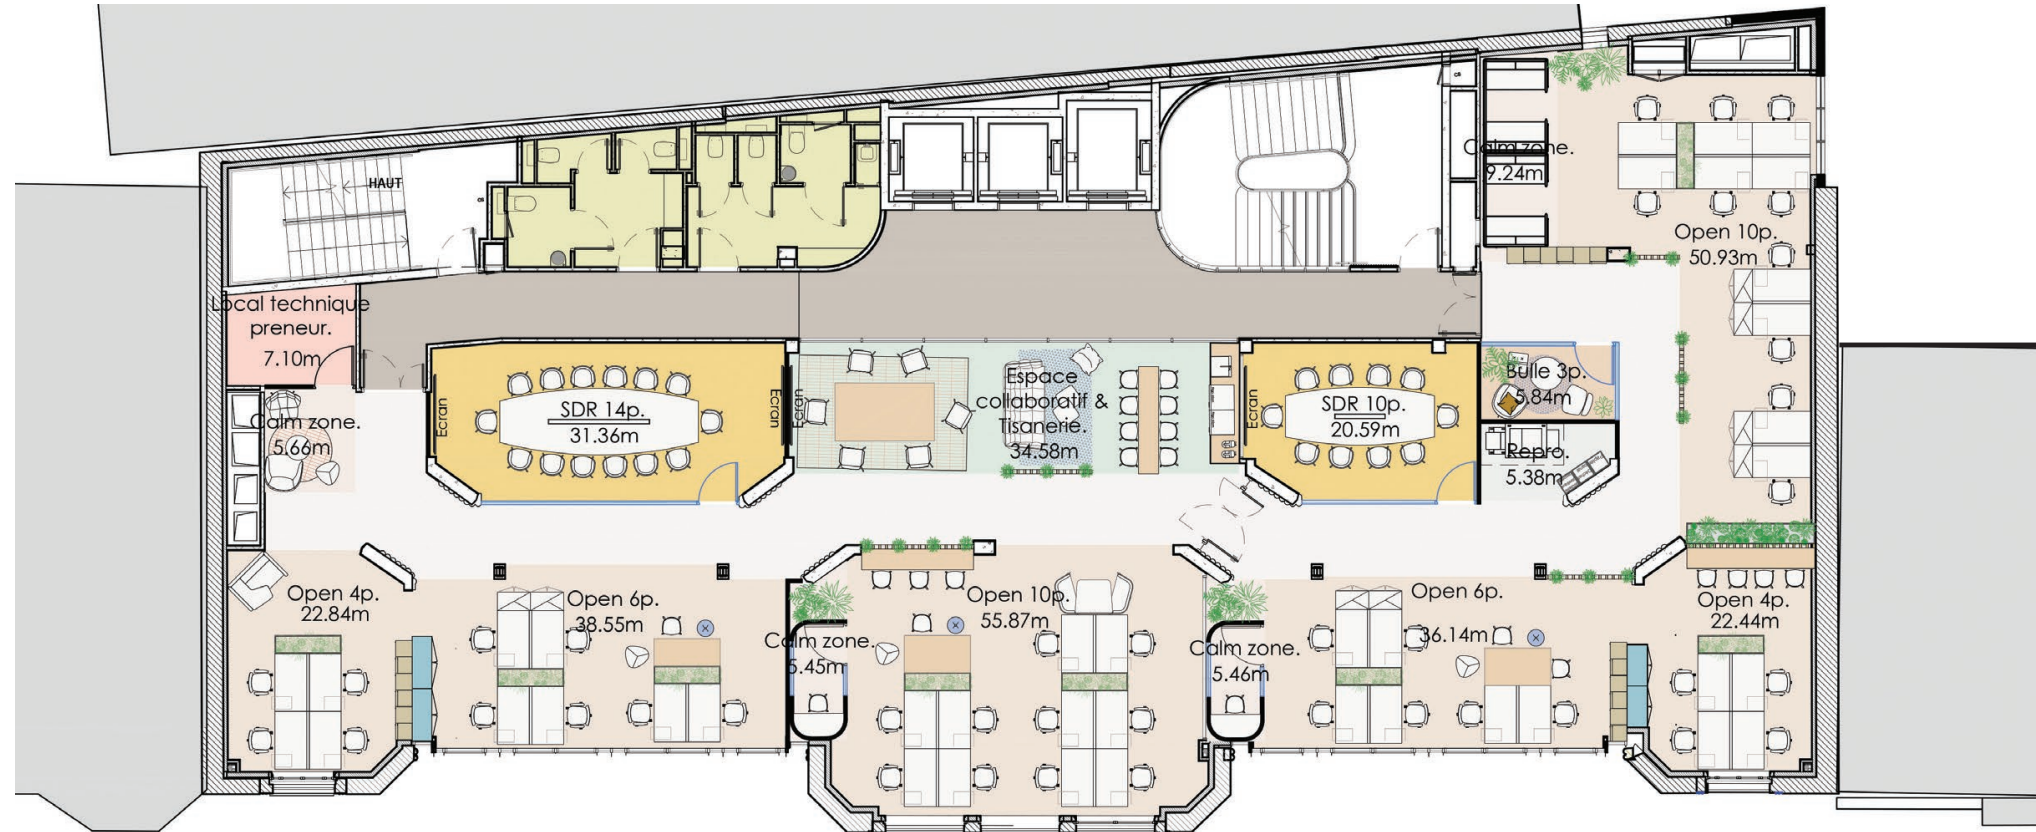 HAUT
Local technique
preneur.
7.10m
Calm zone.
5.66m
Ecran
SDR 14p.
31.36m
Ecran
Ecran
Espace
collaboratif &
Tisanerie.
34.58m
Ecran
SDR 10p.
20.59m
Calm zone.
9.24m
Open 10p.
50.93m
Bulle 3p.
5.84m
Repro.
5.38m
Open 4p.
22.84m
Open 6p.
38.55m
Calm zone.
5.45m
Open 10p.
55.87m
Calm zone.
5.46m
Open 6p.
36.14m
Open 4p.
22.44m